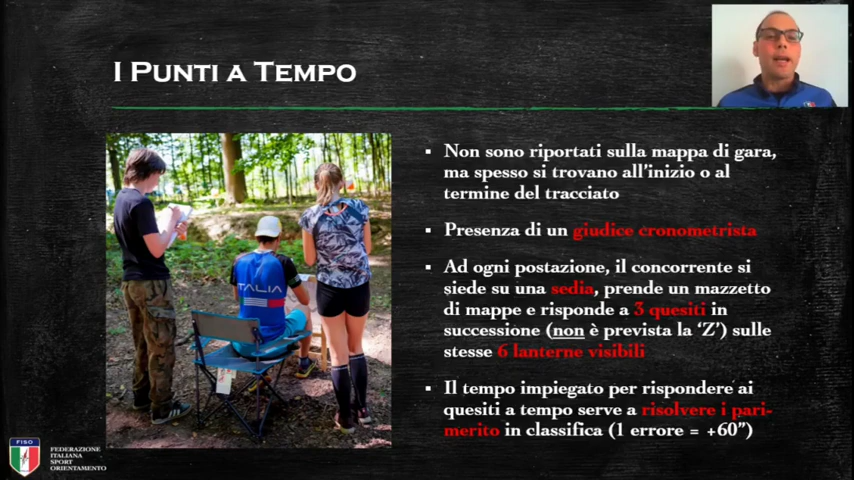 I Punti a Tempo
Non sono riportati sulla mappa di gara,
ma spesso si trovano all'inizio o al
termine del tracciato
Presenza di un giudice cronometrista
Ad ogni postazione, il concorrente si
siede su una sedia, prende un mazzetto
di mappe e risponde a 3 quesiti in
successione (non è prevista la 'Z') sulle
stesse 6 lanterne visibili
Il tempo impiegato per rispondere ai
quesiti a tempo serve a risolvere i pari-
merito in classifica (1 errore = +60”)
ITALIA
FISO
FEDERAZIONE
ITALIANA
SPORT
ORIENTAMENTO